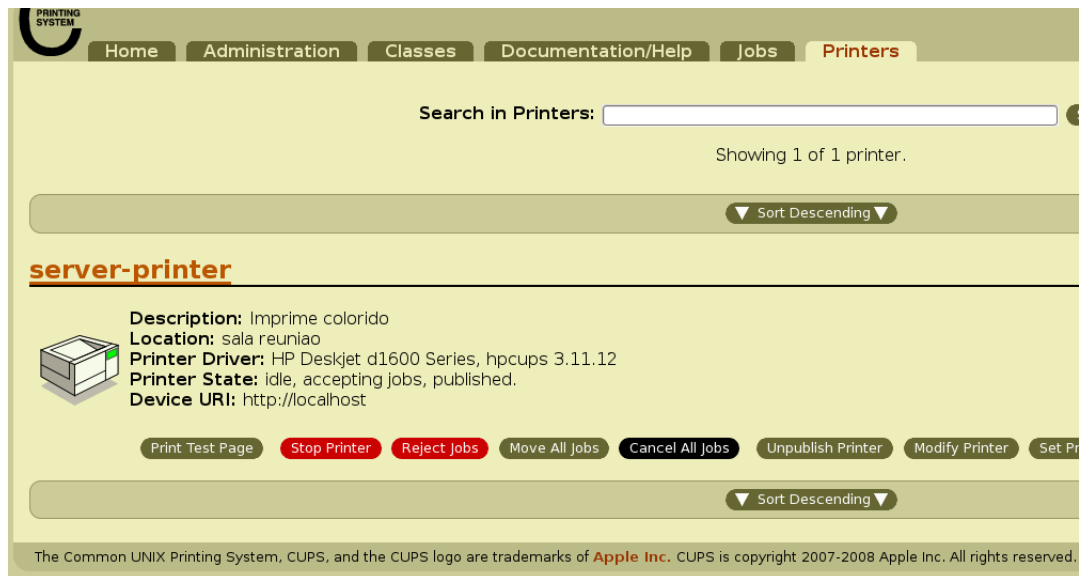 PRINTING
SYSTEM
Home Administration Classes Documentation/Help Jobs Printers
Search in Printers:
Showing 1 of 1 printer.
Sort Descending
server-printer
Description: Imprime colorido
Location: sala reuniao
Printer Driver: HP Deskjet d1600 Series, hpcups 3.11.12
Printer State: idle, accepting jobs, published.
Device URI: http://localhost
Print Test Page Stop Printer Reject Jobs Move All Jobs Cancel All Jobs Unpublish Printer Modify Printer Set
Sort Descending
The Common UNIX Printing System, CUPS, and the CUPS logo are trademarks of Apple Inc. CUPS is copyright 2007-2008 Apple Inc. All rights reserved.